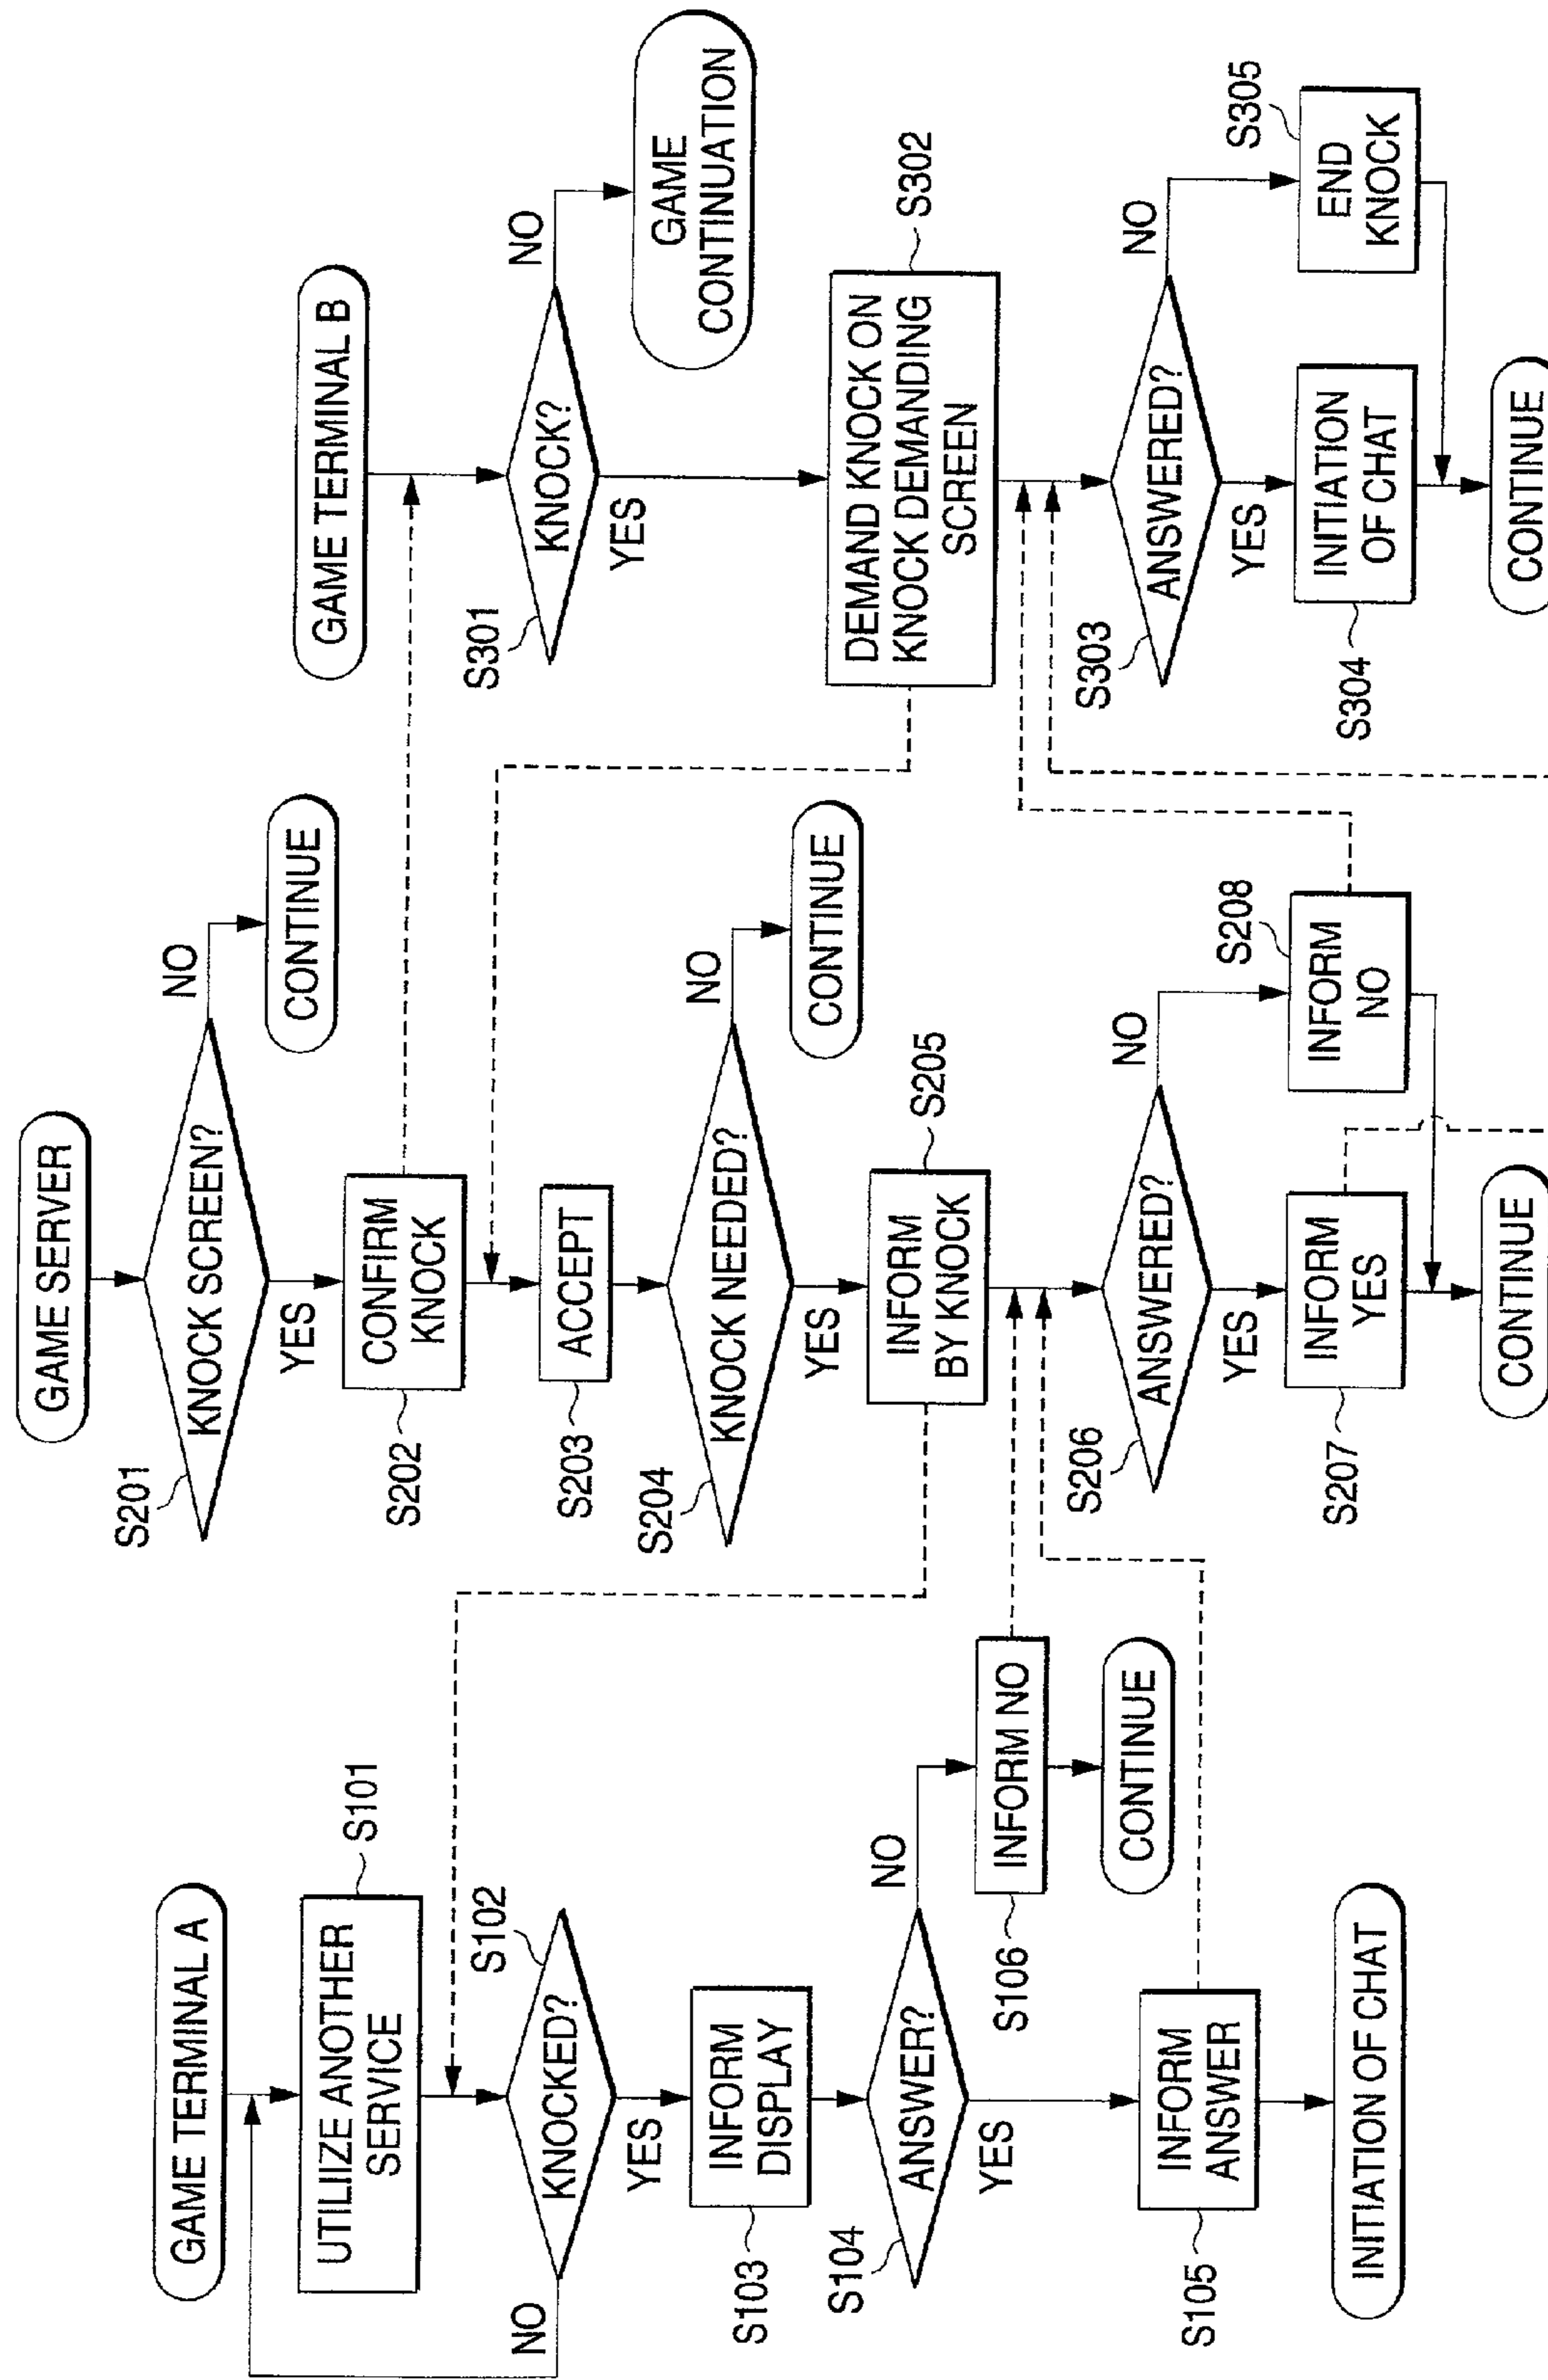 GAME TERMINAL A
UTILIIZE ANOTHER
SERVICE
S101
KNOCKED?
S102
NO
YES
INFORM
DISPLAY
S103
ANSWER?
S104
NO
YES
INFORM NO
S106
CONTINUE
INFORM
ANSWER
S105
INITIATION OF CHAT
GAME SERVER
KNOCK SCREEN?
S201
NO
CONTINUE
YES
CONFIRM
KNOCK
S202
ACCEPT
S203
KNOCK NEEDED?
S204
NO
CONTINUE
YES
INFORM
BY KNOCK
S205
ANSWERED?
S206
NO
YES
INFORM
YES
S207
INFORM
NO
S208
CONTINUE
GAME TERMINAL B
KNOCK?
S301
NO
GAME
CONTINUATION
YES
DEMAND KNOCK ON
KNOCK DEMANDING
SCREEN
S302
ANSWERED?
S303
NO
YES
INITIATION
OF CHAT
S304
END
KNOCK
S305
CONTINUE